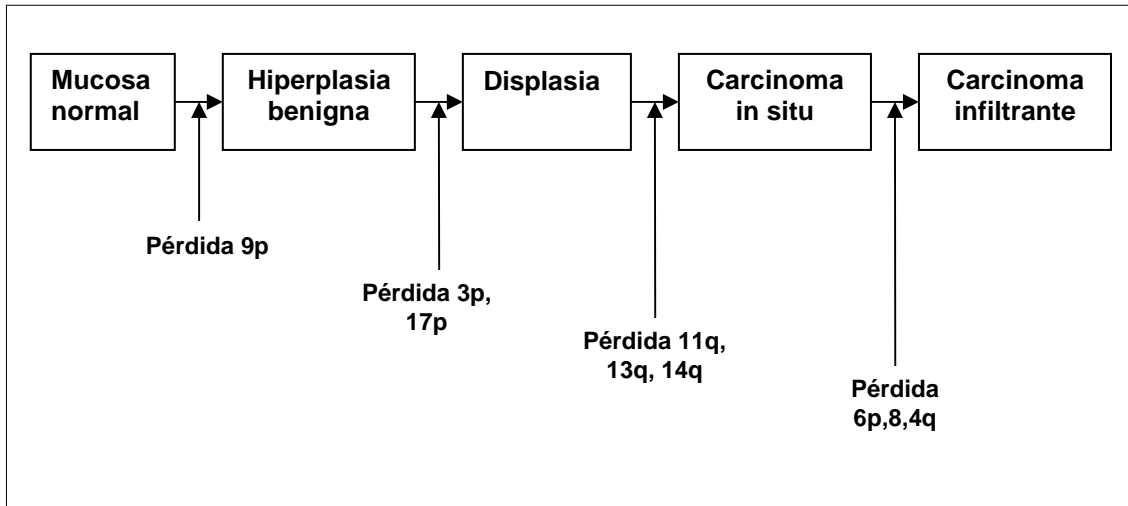 Mucosa
normal
Hiperplasia
benigna
Displasia
Carcinoma
in situ
Carcinoma
infiltrante
Pérdida 9p
Pérdida 3p,
17p
Pérdida 11q,
13q, 14q
Pérdida
6p,8,4q